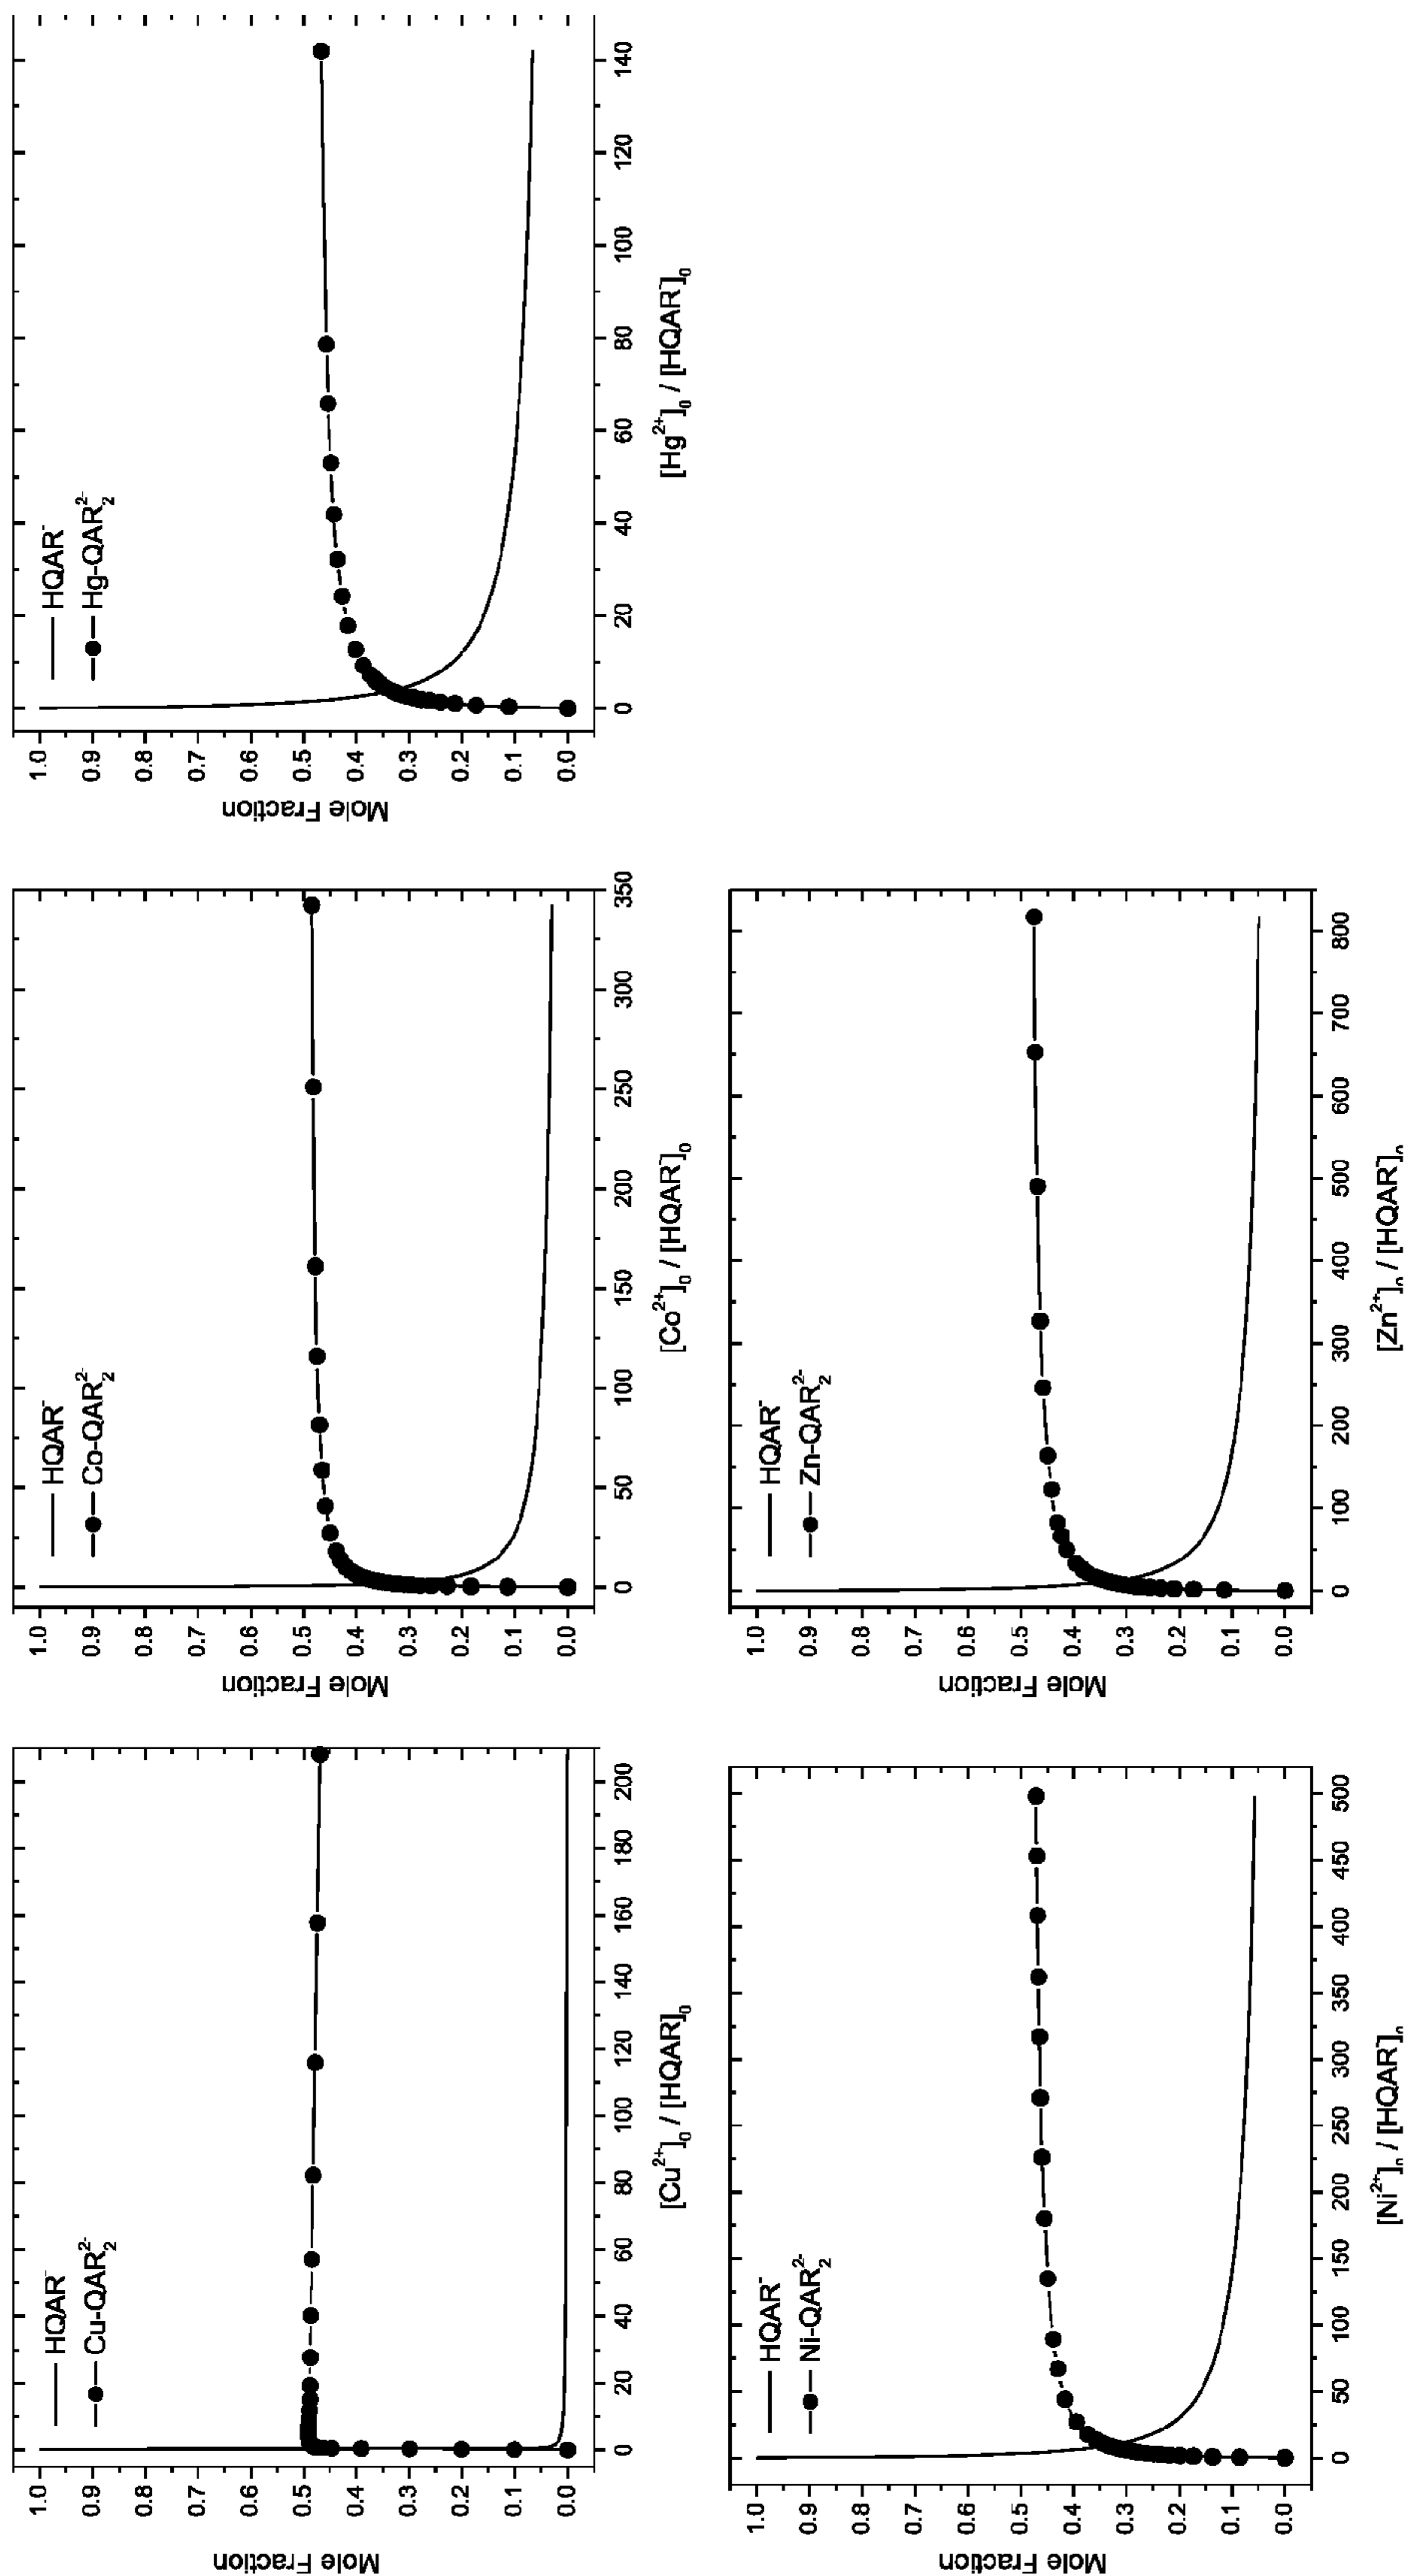 HQAR⁻
Cu-QAR₂²⁻
Mole Fraction
1.0
0.9
0.8
0.7
0.6
0.5
0.4
0.3
0.2
0.1
0.0
0 20 40 60 80 100 120 140 160 180 200
[Cu²⁺]₀ / [HQAR]₀
HQAR⁻
Co-QAR₂²⁻
Mole Fraction
1.0
0.9
0.8
0.7
0.6
0.5
0.4
0.3
0.2
0.1
0.0
0 50 100 150 200 250 300 350
[Co²⁺]₀ / [HQAR⁻]₀
HQAR⁻
Hg-QAR₂²⁻
Mole Fraction
1.0
0.9
0.8
0.7
0.6
0.5
0.4
0.3
0.2
0.1
0.0
0 20 40 60 80 100 120 140
[Hg²⁺]₀ / [HQAR⁻]₀
HQAR⁻
Ni-QAR₂²⁻
Mole Fraction
1.0
0.9
0.8
0.7
0.6
0.5
0.4
0.3
0.2
0.1
0.0
0 50 100 150 200 250 300 350 400 450 500
[Ni²⁺]₀ / [HQAR⁻]₀
HQAR⁻
Zn-QAR₂²⁻
Mole Fraction
1.0
0.9
0.8
0.7
0.6
0.5
0.4
0.3
0.2
0.1
0.0
0 100 200 300 400 500 600 700 800
[Zn²⁺]₀ / [HQAR⁻]₀